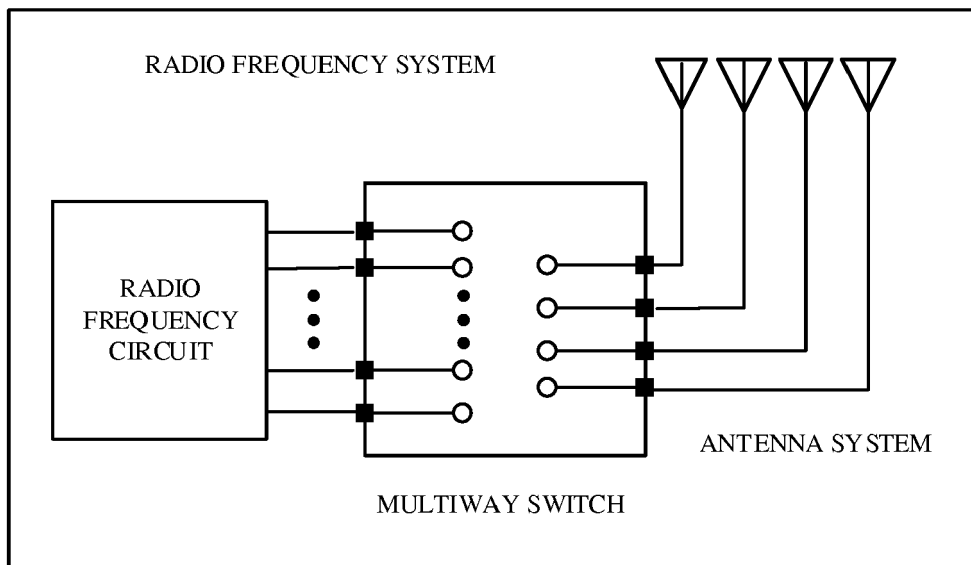 RADIO FREQUENCY SYSTEM
RADIO
FREQUENCY
CIRCUIT
ANTENNA SYSTEM
MULTIWAY SWITCH